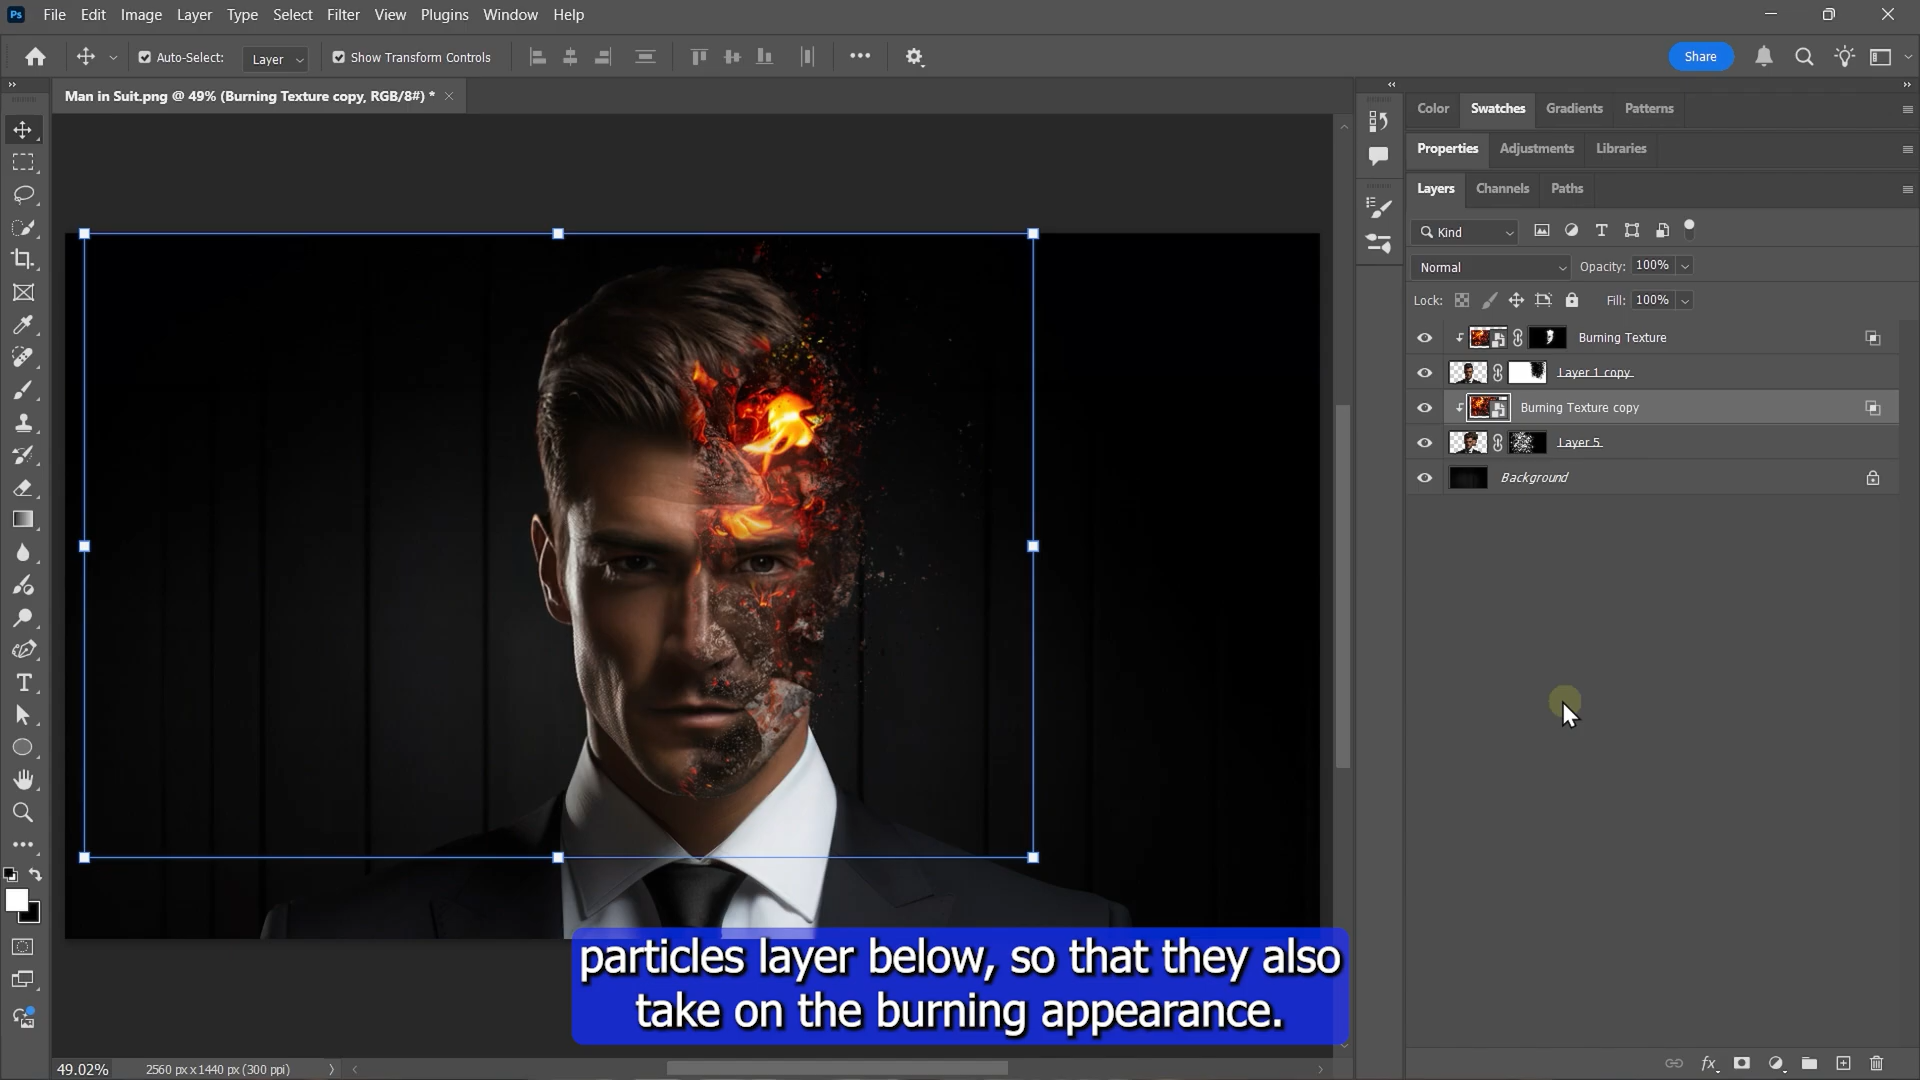 Ps File Edit Image Layer Type Select Filter View Plugins Window Help
Auto-Select: Layer Show Transform Controls Share
Man in Suit.png @ 49% (Burning Texture copy, RGB/8#) *
Color Swatches Gradients Patterns
Properties Adjustments Libraries
Layers Channels Paths
Kind
Normal Opacity: 100%
Lock: Fill: 100%
Burning Texture
Layer 1 copy
Burning Texture copy
Layer 5
Background
particles layer below, so that they also
take on the burning appearance.
49.02% 2560 px x 1440 px (300 ppi)